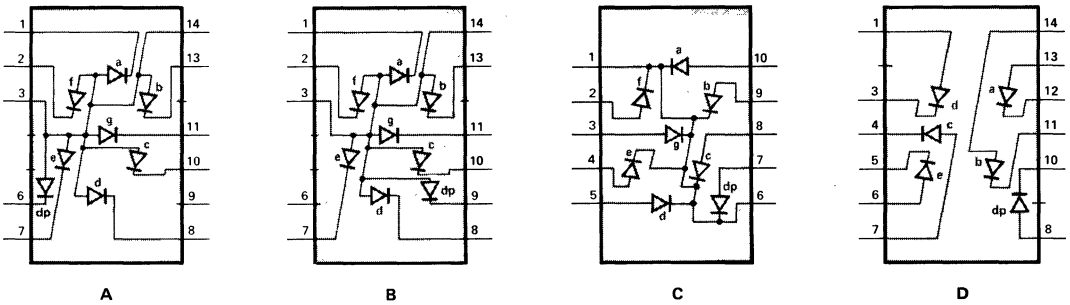 1 14
2 13
3 11
10
6 9
7 8
a
f b
g
e c
dp d
A
1 14
2 13
3 11
10
6 9
7 8
a
f b
g
e c
dp
d
B
1 10
2 9
3 8
4 7
5 6
a
f b
g
e c
dp
d
C
1 14
13
3 12
4 11
5 10
7 8
d a
c
e b
dp
D